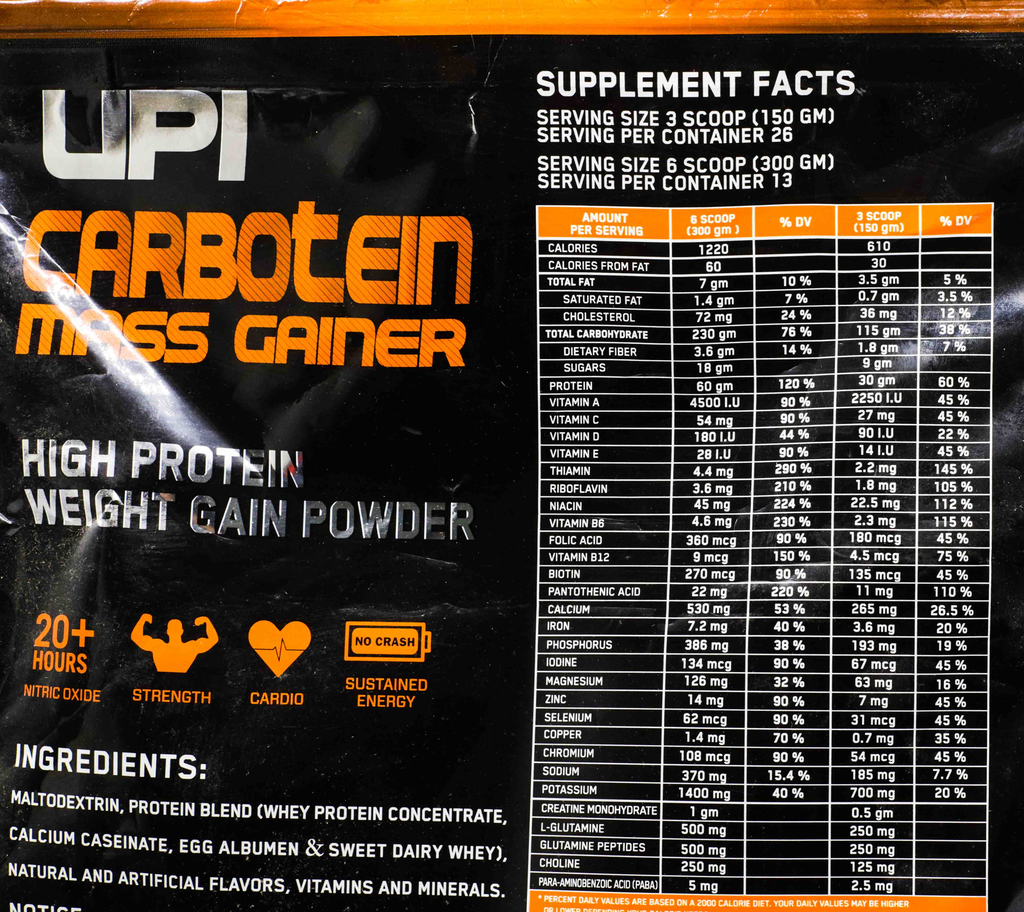 UPI
CARBOTEIN
MASS GAINER
HIGH PROTEIN
WEIGHT GAIN POWDER
20+
HOURS
NITRIC OXIDE
STRENGTH
CARDIO
NO CRASH
SUSTAINED
ENERGY
INGREDIENTS:
MALTODEXTRIN, PROTEIN BLEND (WHEY PROTEIN CONCENTRATE,
CALCIUM CASEINATE, EGG ALBUMEN & SWEET DAIRY WHEY),
NATURAL AND ARTIFICIAL FLAVORS, VITAMINS AND MINERALS.
NOTICE
SUPPLEMENT FACTS
SERVING SIZE 3 SCOOP (150 GM)
SERVING PER CONTAINER 26
SERVING SIZE 6 SCOOP (300 GM)
SERVING PER CONTAINER 13
AMOUNT PER SERVING 6 SCOOP (300 gm ) % DV 3 SCOOP (150 gm) % DV
CALORIES 1220 610
CALORIES FROM FAT 60 30
TOTAL FAT 7 gm 10 % 3.5 gm 5 %
SATURATED FAT 1.4 gm 7 % 0.7 gm 3.5 %
CHOLESTEROL 72 mg 24 % 36 mg 12 %
TOTAL CARBOHYDRATE 230 gm 76 % 115 gm 38 %
DIETARY FIBER 3.6 gm 14 % 1.8 gm 7 %
SUGARS 18 gm 9 gm
PROTEIN 60 gm 120 % 30 gm 60 %
VITAMIN A 4500 I.U 90 % 2250 I.U 45 %
VITAMIN C 54 mg 90 % 27 mg 45 %
VITAMIN D 180 I.U 44 % 90 I.U 22 %
VITAMIN E 28 I.U 90 % 14 I.U 45 %
THIAMIN 4.4 mg 290 % 2.2 mg 145 %
RIBOFLAVIN 3.6 mg 210 % 1.8 mg 105 %
NIACIN 45 mg 224 % 22.5 mg 112 %
VITAMIN B6 4.6 mg 230 % 2.3 mg 115 %
FOLIC ACID 360 mcg 90 % 180 mcg 45 %
VITAMIN B12 9 mcg 150 % 4.5 mcg 75 %
BIOTIN 270 mcg 90 % 135 mcg 45 %
PANTOTHENIC ACID 22 mg 220 % 11 mg 110 %
CALCIUM 530 mg 53 % 265 mg 26.5 %
IRON 7.2 mg 40 % 3.6 mg 20 %
PHOSPHORUS 386 mg 38 % 193 mg 19 %
IODINE 134 mcg 90 % 67 mcg 45 %
MAGNESIUM 126 mg 32 % 63 mg 16 %
ZINC 14 mg 90 % 7 mg 45 %
SELENIUM 62 mcg 90 % 31 mcg 45 %
COPPER 1.4 mg 70 % 0.7 mg 35 %
CHROMIUM 108 mcg 90 % 54 mcg 45 %
SODIUM 370 mg 15.4 % 185 mg 7.7 %
POTASSIUM 1400 mg 40 % 700 mg 20 %
CREATINE MONOHYDRATE 1 gm 0.5 gm
L-GLUTAMINE 500 mg 250 mg
GLUTAMINE PEPTIDES 500 mg 250 mg
CHOLINE 250 mg 125 mg
PARA-AMINOBENZOIC ACID (PABA) 5 mg 2.5 mg
* PERCENT DAILY VALUES ARE BASED ON A 2000 CALORIE DIET. YOUR DAILY VALUES MAY BE HIGHER